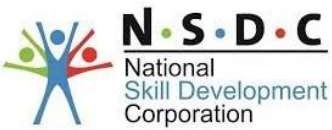 N·S·D·C
National
Skill Development
Corporation